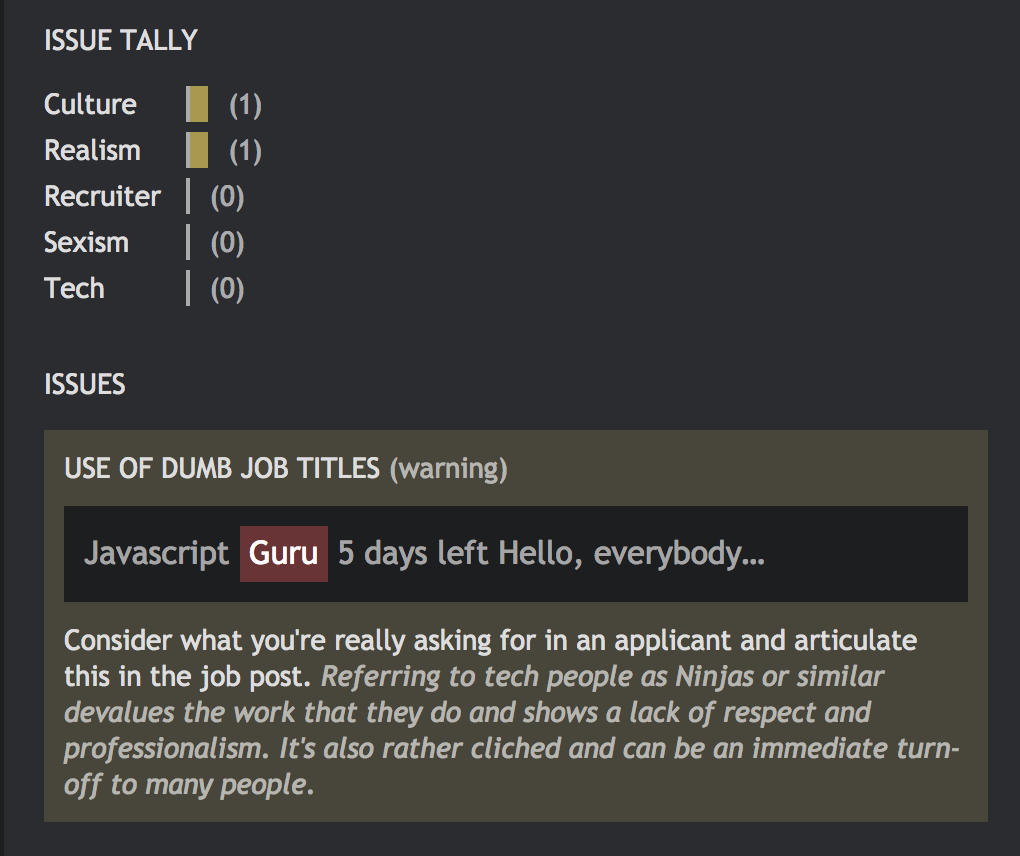 ISSUE TALLY
Culture (1)
Realism (1)
Recruiter (0)
Sexism (0)
Tech (0)
ISSUES
USE OF DUMB JOB TITLES (warning)
Javascript Guru 5 days left Hello, everybody...
Consider what you're really asking for in an applicant and articulate
this in the job post. Referring to tech people as Ninjas or similar
devalues the work that they do and shows a lack of respect and
professionalism. It's also rather cliched and can be an immediate turn-
off to many people.